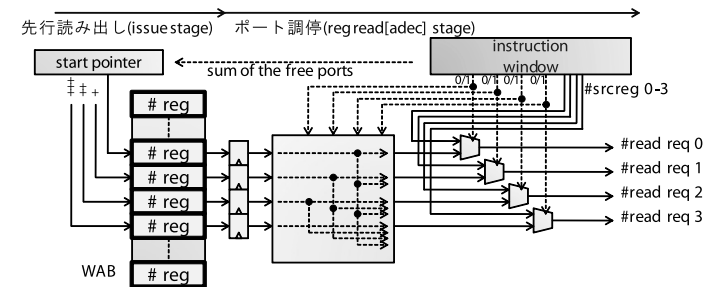 先行読み出し(issue stage)
ポート調停(reg read[adec] stage)
start pointer
sum of the free ports
instruction
window
0/1 0/1 0/1 0/1
#srcreg 0-3
‡ ‡ +
# reg
# reg
# reg
# reg
# reg
# reg
#read req 0
#read req 1
#read req 2
#read req 3
WAB